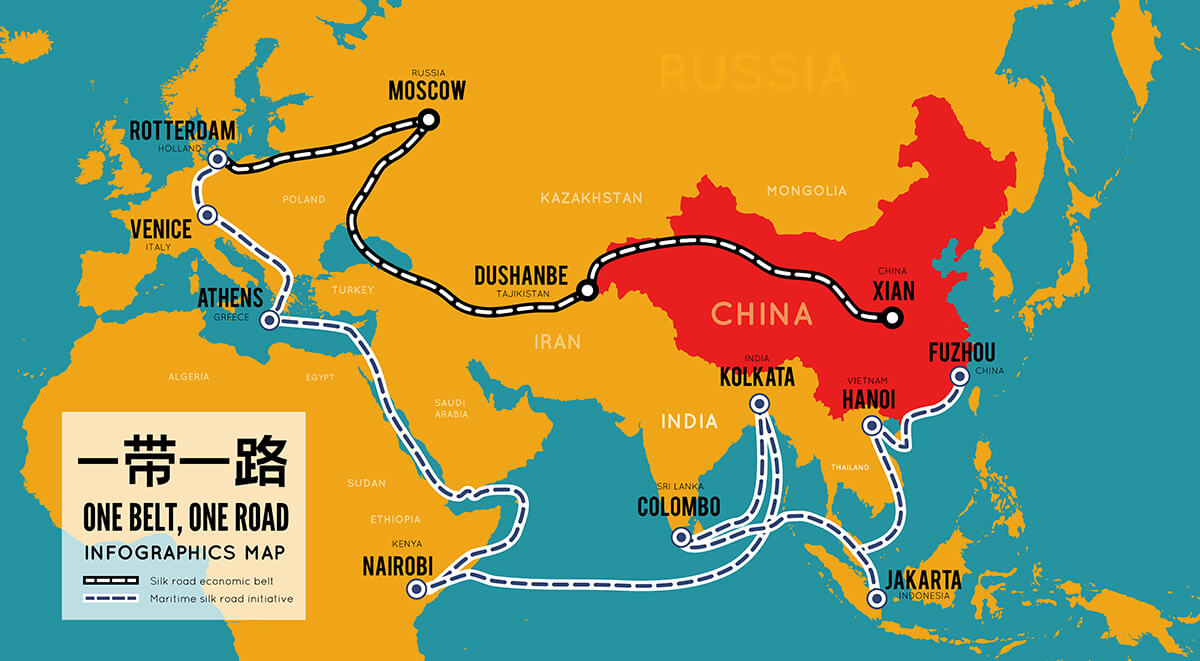 RUSSIA
RUSSIA
MOSCOW
ROTTERDAM
HOLLAND
POLAND
KAZAKHSTAN
MONGOLIA
VENICE
ITALY
DUSHANBE
TAJIKISTAN
CHINA
XIAN
ATHENS
GREECE
TURKEY
CHINA
IRAN
FUZHOU
CHINA
INDIA
KOLKATA
VIETNAM
HANOI
ALGERIA
EGYPT
SAUDI
ARABIA
INDIA
THAILAND
SUDAN
SRI LANKA
COLOMBO
ETHIOPIA
KENYA
NAIROBI
JAKARTA
INDONESIA
一带一路
ONE BELT, ONE ROAD
INFOGRAPHICS MAP
Silk road economic belt
Maritime silk road initiative